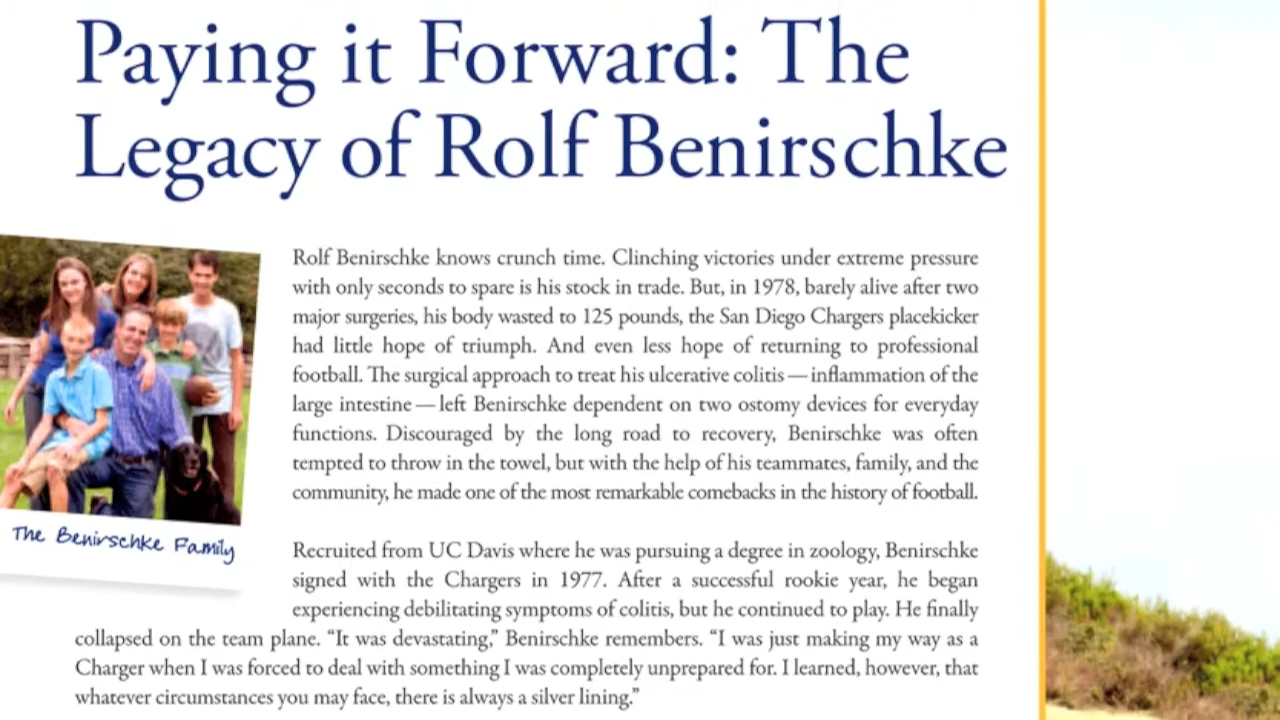 Paying it Forward: The
Legacy of Rolf Benirschke
Rolf Benirschke knows crunch time. Clinching victories under extreme pressure
with only seconds to spare is his stock in trade. But, in 1978, barely alive after two
major surgeries, his body wasted to 125 pounds, the San Diego Chargers placekicker
had little hope of triumph. And even less hope of returning to professional
football. The surgical approach to treat his ulcerative colitis — inflammation of the
large intestine — left Benirschke dependent on two ostomy devices for everyday
functions. Discouraged by the long road to recovery, Benirschke was often
tempted to throw in the towel, but with the help of his teammates, family, and the
community, he made one of the most remarkable comebacks in the history of football.
The Benirschke Family
Recruited from UC Davis where he was pursuing a degree in zoology, Benirschke
signed with the Chargers in 1977. After a successful rookie year, he began
experiencing debilitating symptoms of colitis, but he continued to play. He finally
collapsed on the team plane. “It was devastating,” Benirschke remembers. “I was just making my way as a
Charger when I was forced to deal with something I was completely unprepared for. I learned, however, that
whatever circumstances you may face, there is always a silver lining.”